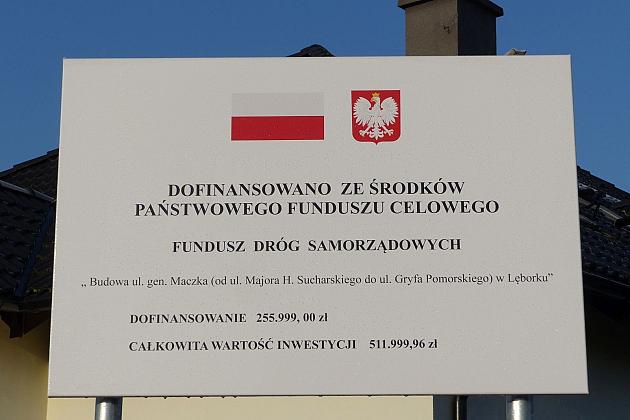 DOFINANSOWANO ZE ŚRODKÓW
PAŃSTWOWEGO FUNDUSZU CELOWEGO
FUNDUSZ DRÓG SAMORZĄDOWYCH
„ Budowa ul. gen. Maczka (od ul. Majora H. Sucharskiego do ul. Gryfa Pomorskiego) w Lęborku”
DOFINANSOWANIE 255.999, 00 zł
CAŁKOWITA WARTOŚĆ INWESTYCJI 511.999,96 zł